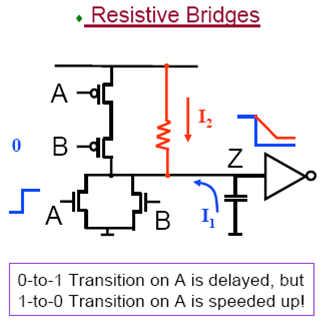 Resistive Bridges
A
I₂
0 B
Z
A B I₁
0-to-1 Transition on A is delayed, but
1-to-0 Transition on A is speeded up!